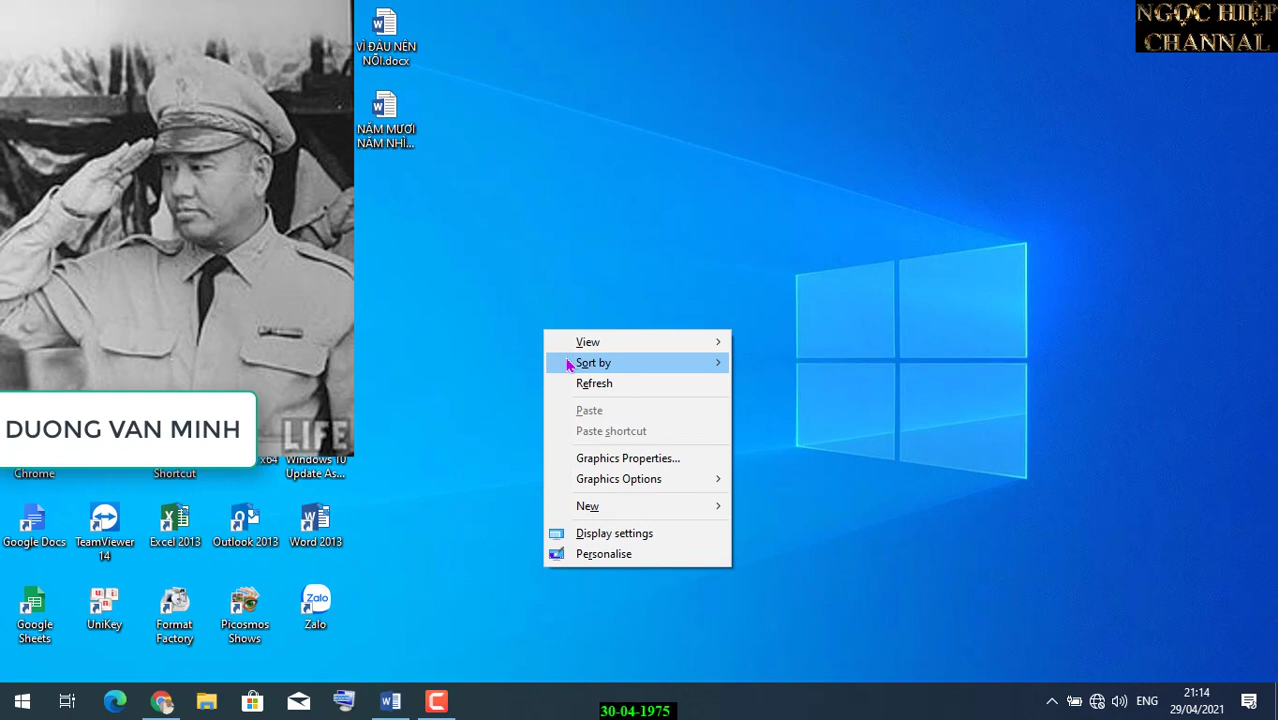 NGỌC HIỆP
CHANNAL
VÌ ĐÂU NÊN
NỖI.docx
NĂM MƯƠI
NĂM NHÌ...
DUONG VAN MINH
LIFE
View
Sort by
Refresh
Paste
Paste shortcut
Graphics Properties...
Graphics Options
New
Display settings
Personalise
Chrome
Shortcut
x64
Windows 10
Update As...
Google Docs
TeamViewer
14
Excel 2013
Outlook 2013
Word 2013
Google
Sheets
UniKey
Format
Factory
Picosmos
Shows
Zalo
30-04-1975
ENG
21:14
29/04/2021